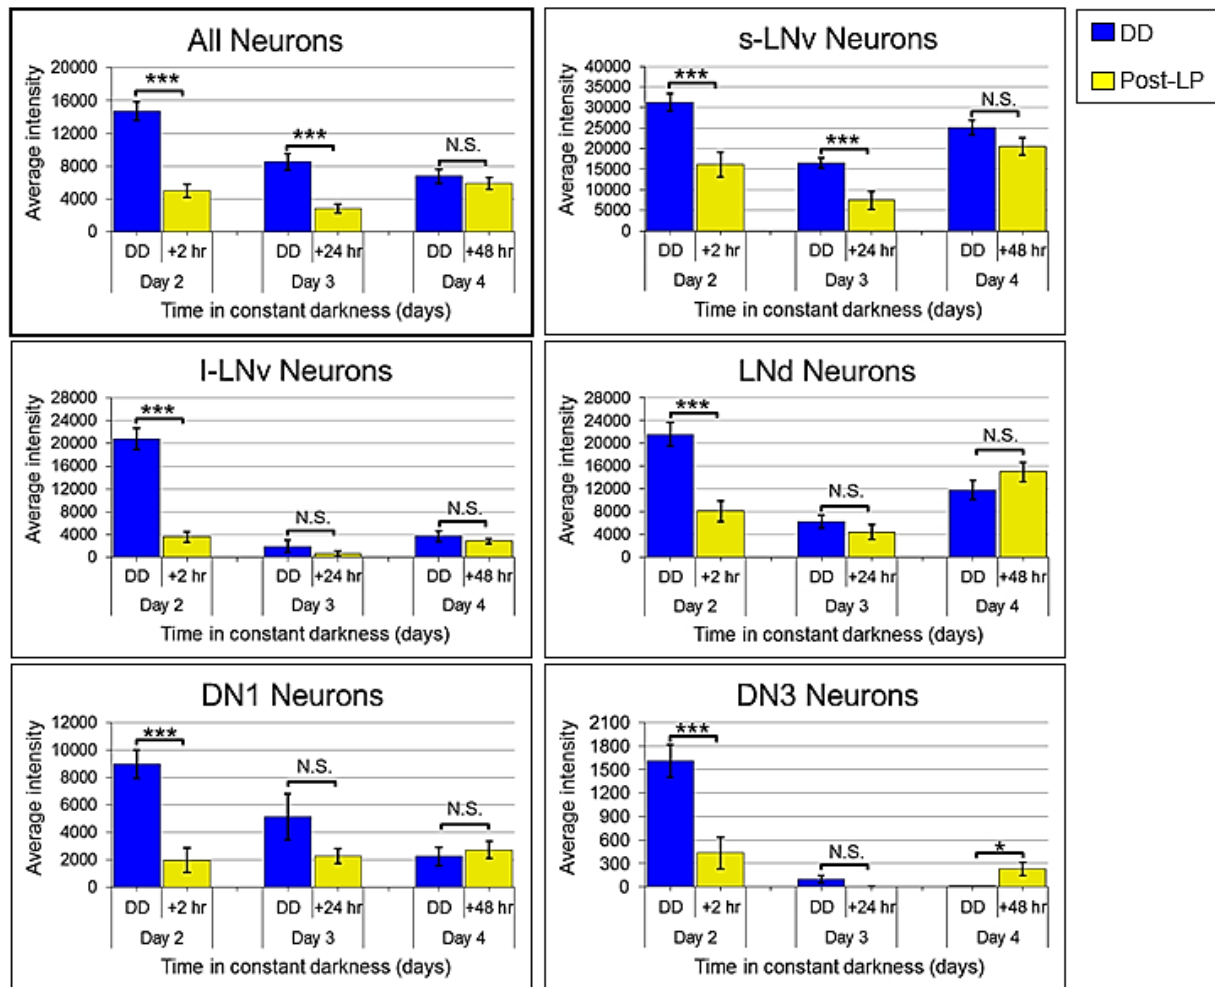 All Neurons
Average intensity
20000
16000
12000
8000
4000
0
***
***
N.S.
DD +2 hr DD +24 hr DD +48 hr
Day 2 Day 3 Day 4
Time in constant darkness (days)
s-LNv Neurons
Average intensity
40000
35000
30000
25000
20000
15000
10000
5000
0
***
***
N.S.
DD +2 hr DD +24 hr DD +48 hr
Day 2 Day 3 Day 4
Time in constant darkness (days)
DD
Post-LP
l-LNv Neurons
Average intensity
28000
24000
20000
16000
12000
8000
4000
0
***
N.S.
N.S.
DD +2 hr DD +24 hr DD +48 hr
Day 2 Day 3 Day 4
Time in constant darkness (days)
LNd Neurons
Average intensity
28000
24000
20000
16000
12000
8000
4000
0
***
N.S.
N.S.
DD +2 hr DD +24 hr DD +48 hr
Day 2 Day 3 Day 4
Time in constant darkness (days)
DN1 Neurons
Average intensity
12000
10000
8000
6000
4000
2000
0
***
N.S.
N.S.
DD +2 hr DD +24 hr DD +48 hr
Day 2 Day 3 Day 4
Time in constant darkness (days)
DN3 Neurons
Average intensity
2100
1800
1500
1200
900
600
300
0
***
N.S.
*
DD +2 hr DD +24 hr DD +48 hr
Day 2 Day 3 Day 4
Time in constant darkness (days)